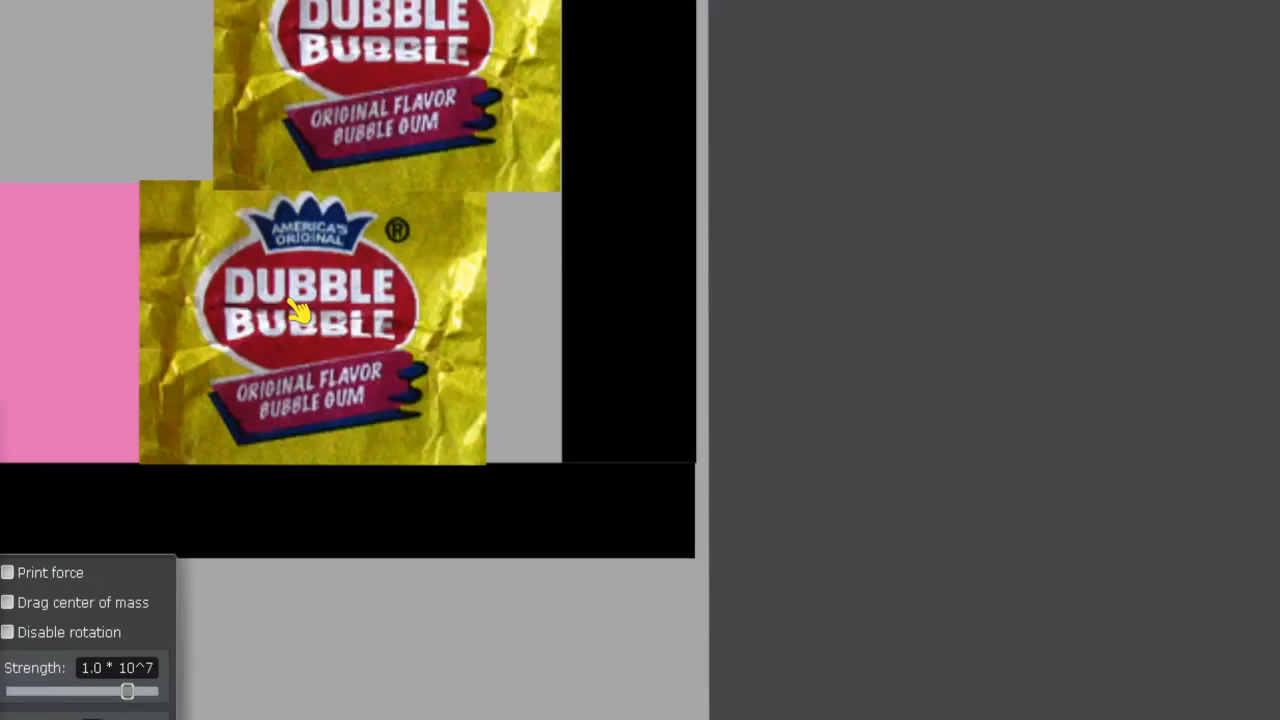 DUBBLE
BUBBLE
ORIGINAL FLAVOR
BUBBLE GUM
AMERICA'S
ORIGINAL
®
DUBBLE
BUBBLE
ORIGINAL FLAVOR
BUBBLE GUM
Print force
Drag center of mass
Disable rotation
Strength: 1.0 * 10^7